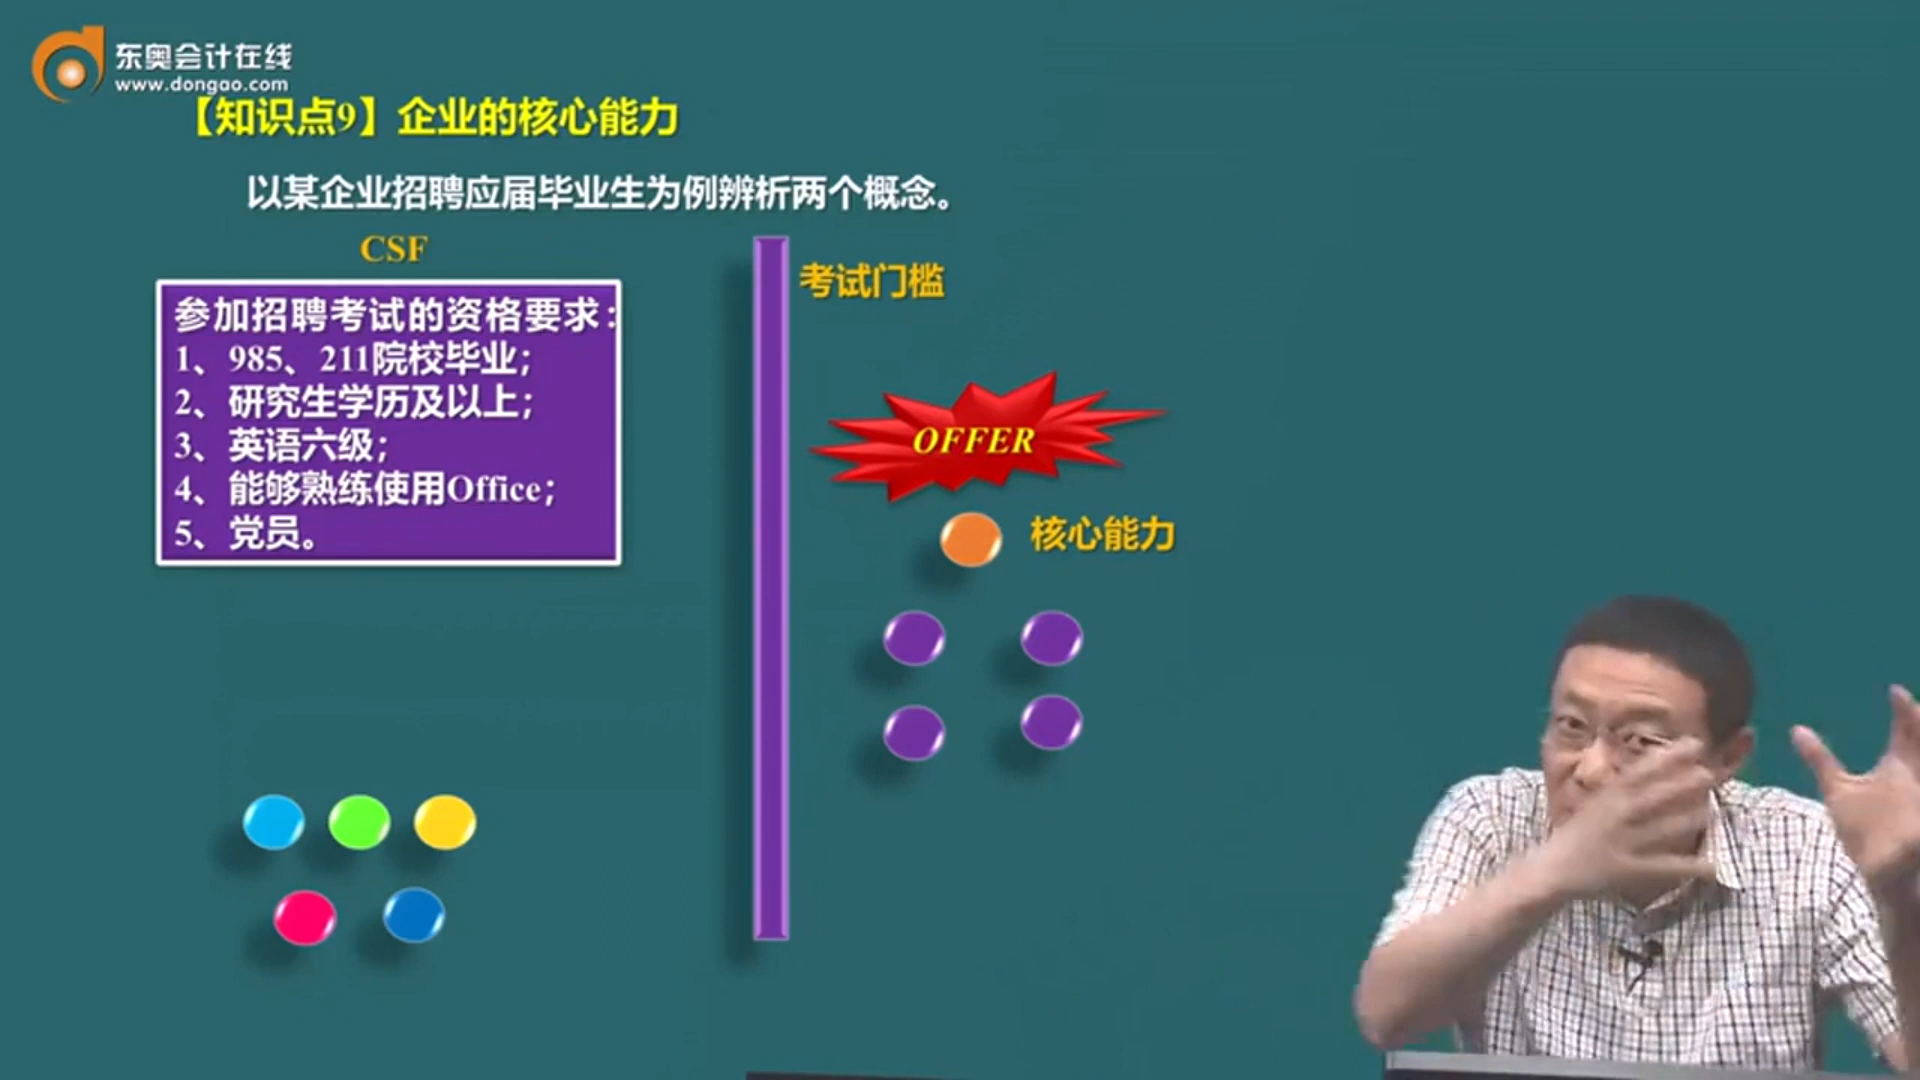 东奥会计在线
www.dongao.com
【知识点9】企业的核心能力
以某企业招聘应届毕业生为例辨析两个概念。
CSF
考试门槛
参加招聘考试的资格要求：
1、985、211院校毕业；
2、研究生学历及以上；
3、英语六级；
4、能够熟练使用Office；
5、党员。
OFFER
核心能力